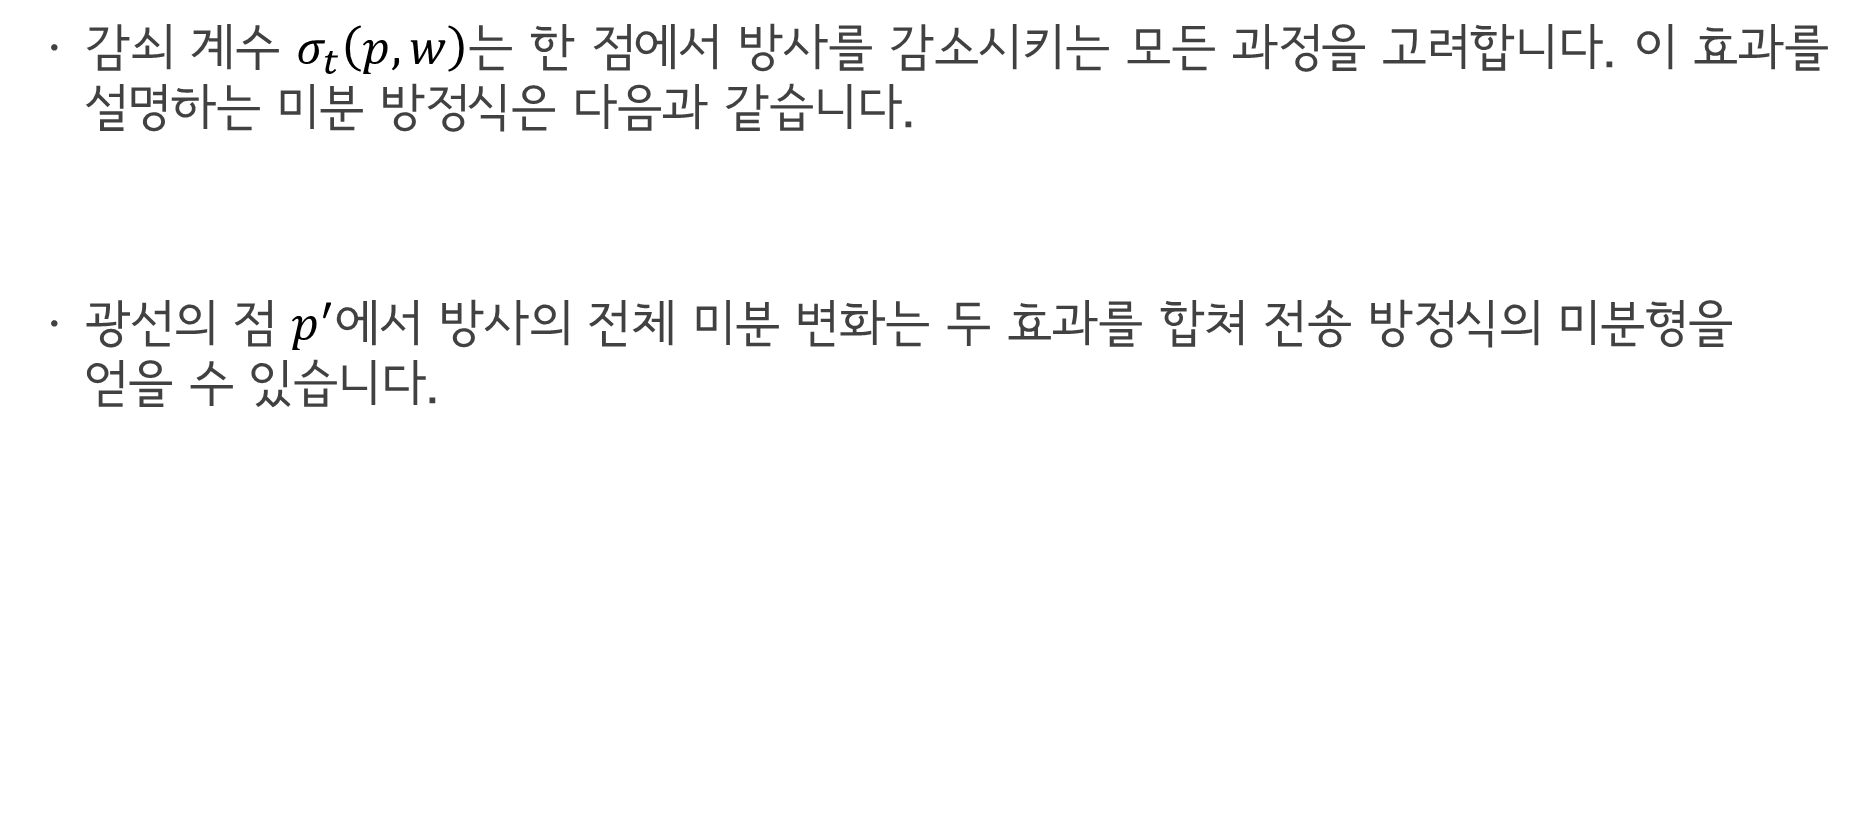 · 감쇠 계수 σₜ(p, w)는 한 점에서 방사를 감소시키는 모든 과정을 고려합니다. 이 효과를
설명하는 미분 방정식은 다음과 같습니다.
· 광선의 점 p′에서 방사의 전체 미분 변화는 두 효과를 합쳐 전송 방정식의 미분형을
얻을 수 있습니다.